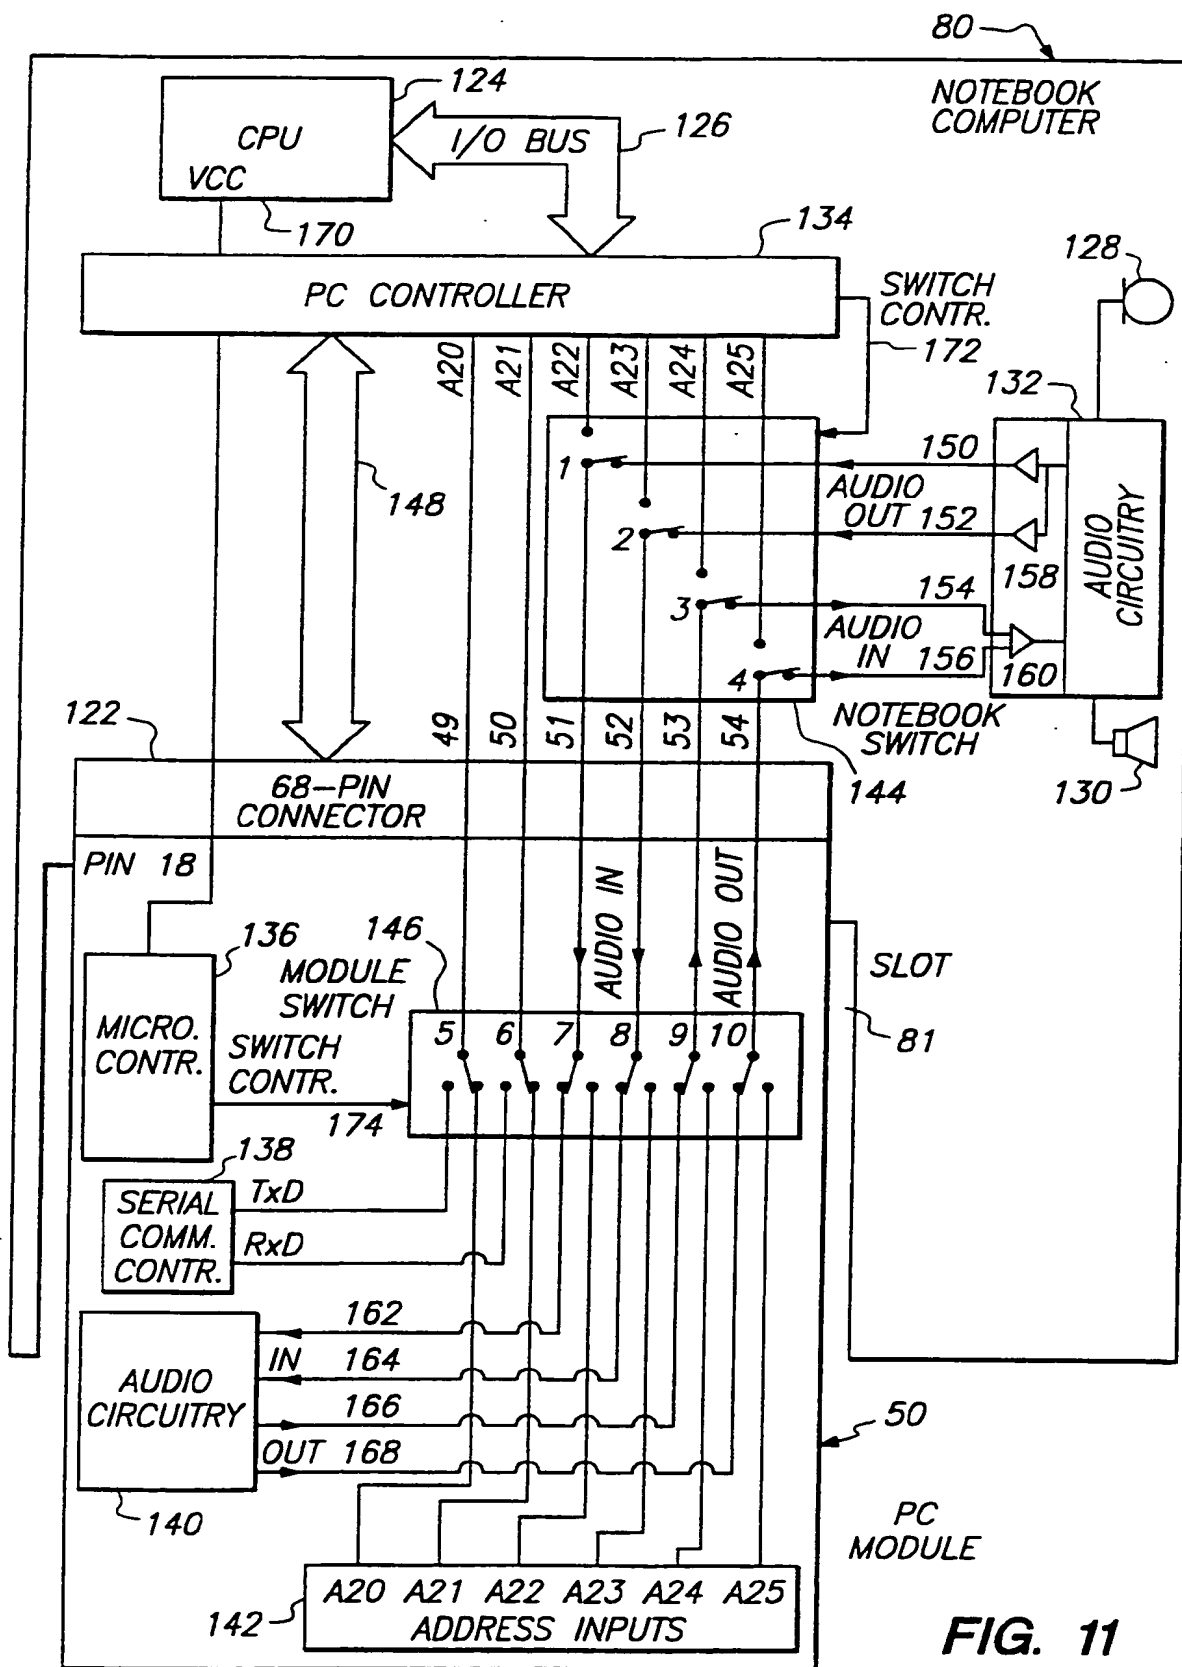 80
NOTEBOOK
COMPUTER
124
CPU
VCC
I/O BUS
126
170
134
PC CONTROLLER
SWITCH
CONTR.
172
128
A20
A21
A22
A23
A24
A25
132
148
1
2
3
4
150
AUDIO
OUT
152
158
154
AUDIO
IN
156
160
AUDIO
CIRCUITRY
NOTEBOOK
SWITCH
144
130
122
49
50
51
52
53
54
68-PIN
CONNECTOR
PIN 18
AUDIO IN
AUDIO OUT
136
MICRO.
CONTR.
146
MODULE
SWITCH
SWITCH
CONTR.
174
5
6
7
8
9
10
SLOT
81
138
SERIAL
COMM.
CONTR.
TxD
RxD
162
IN
164
166
OUT
168
AUDIO
CIRCUITRY
140
50
PC
MODULE
A20
A21
A22
A23
A24
A25
ADDRESS INPUTS
142
FIG. 11